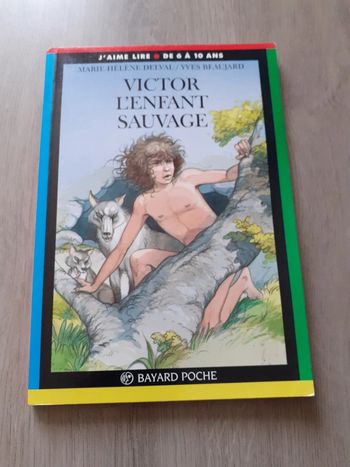 J'AIME LIRE DE 6 À 10 ANS
MARIE-HÉLÈNE DELVAL / YVES BEAUJARD
VICTOR
L'ENFANT
SAUVAGE
BAYARD POCHE